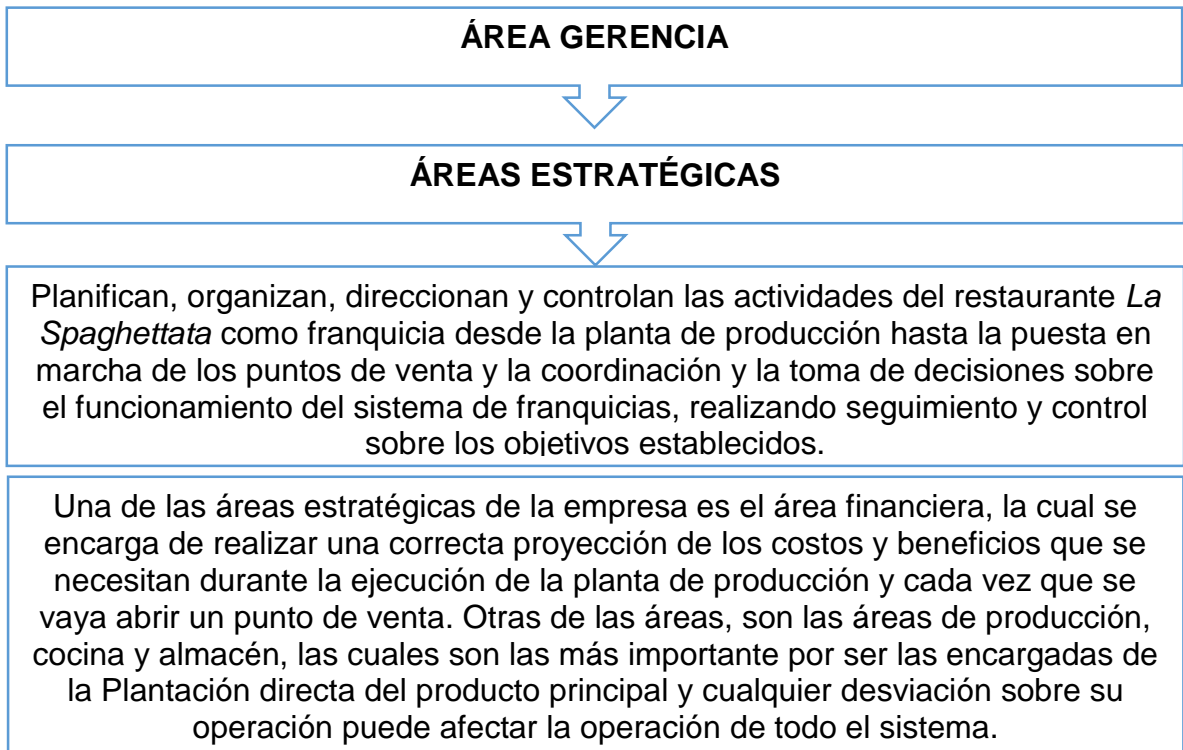 ÁREA GERENCIA
ÁREAS ESTRATÉGICAS
Planifican, organizan, direccionan y controlan las actividades del restaurante La
Spaghettata como franquicia desde la planta de producción hasta la puesta en
marcha de los puntos de venta y la coordinación y la toma de decisiones sobre
el funcionamiento del sistema de franquicias, realizando seguimiento y control
sobre los objetivos establecidos.
Una de las áreas estratégicas de la empresa es el área financiera, la cual se
encarga de realizar una correcta proyección de los costos y beneficios que se
necesitan durante la ejecución de la planta de producción y cada vez que se
vaya abrir un punto de venta. Otras de las áreas, son las áreas de producción,
cocina y almacén, las cuales son las más importante por ser las encargadas de
la Plantación directa del producto principal y cualquier desviación sobre su
operación puede afectar la operación de todo el sistema.